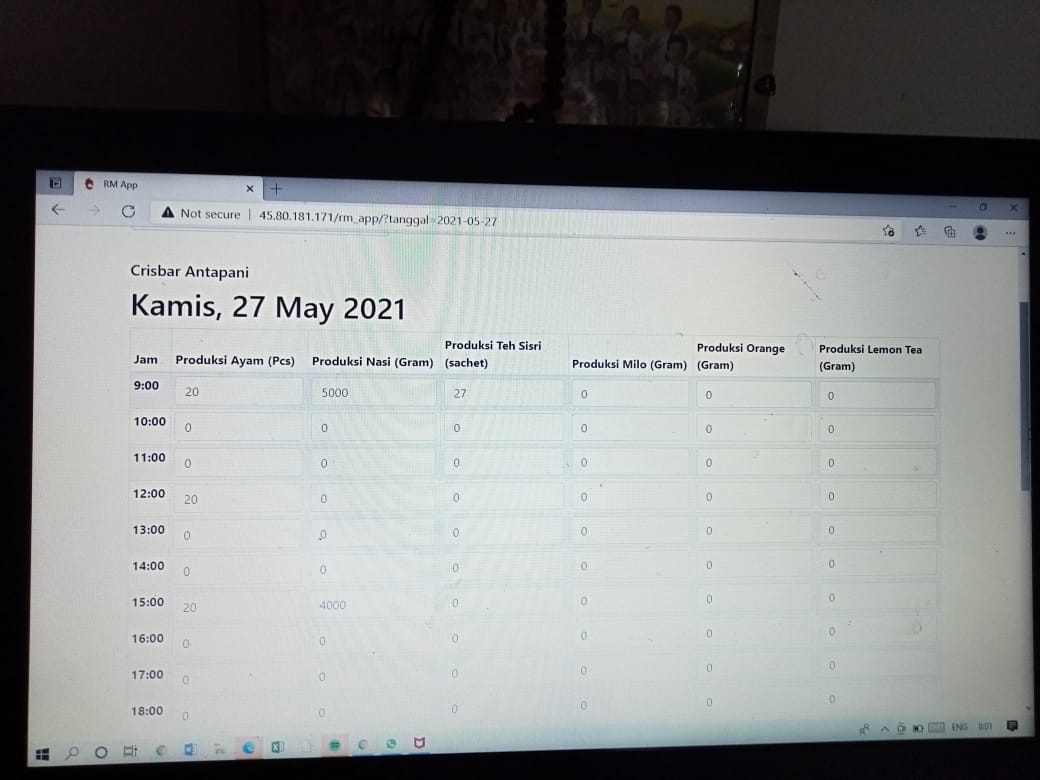 RM App
Not secure | 45.80.181.171/rm_app/?tanggal=2021-05-27
Crisbar Antapani
Kamis, 27 May 2021
Jam Produksi Ayam (Pcs) Produksi Nasi (Gram) Produksi Teh Sisri (sachet) Produksi Milo (Gram) Produksi Orange (Gram) Produksi Lemon Tea (Gram)
9:00 20 5000 27 0 0 0
10:00 0 0 0 0 0 0
11:00 0 0 0 0 0 0
12:00 20 0 0 0 0 0
13:00 0 0 0 0 0 0
14:00 0 0 0 0 0 0
15:00 20 4000 0 0 0 0
16:00 0 0 0 0 0 0
17:00 0 0 0 0 0 0
18:00 0 0 0 0 0 0
ENG 8:01